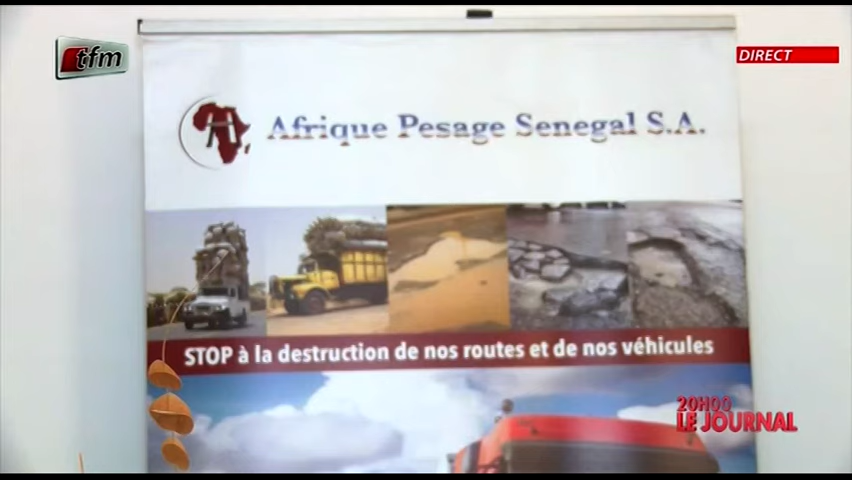 tfm
DIRECT
Afrique Pesage Senegal S.A.
STOP à la destruction de nos routes et de nos véhicules
20H00
LE JOURNAL